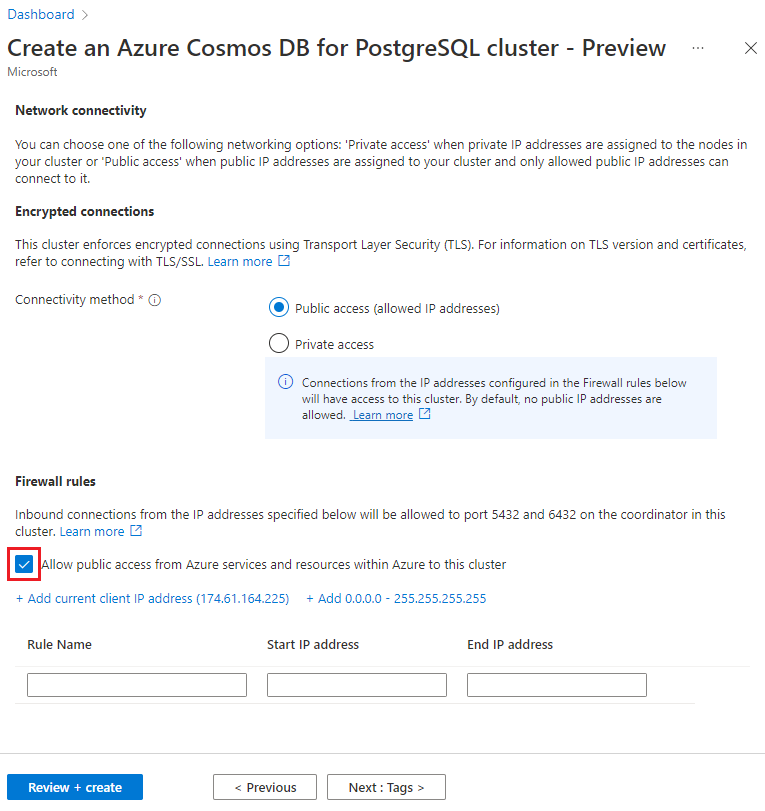 Dashboard >
Create an Azure Cosmos DB for PostgreSQL cluster - Preview ...
Microsoft
Network connectivity
You can choose one of the following networking options: 'Private access' when private IP addresses are assigned to the nodes in
your cluster or 'Public access' when public IP addresses are assigned to your cluster and only allowed public IP addresses can
connect to it.
Encrypted connections
This cluster enforces encrypted connections using Transport Layer Security (TLS). For information on TLS version and certificates,
refer to connecting with TLS/SSL. Learn more
Connectivity method *
Public access (allowed IP addresses)
Private access
Connections from the IP addresses configured in the Firewall rules below
will have access to this cluster. By default, no public IP addresses are
allowed. Learn more
Firewall rules
Inbound connections from the IP addresses specified below will be allowed to port 5432 and 6432 on the coordinator in this
cluster. Learn more
Allow public access from Azure services and resources within Azure to this cluster
+ Add current client IP address (174.61.164.225) + Add 0.0.0.0 - 255.255.255.255
Rule Name Start IP address End IP address
Review + create < Previous Next : Tags >